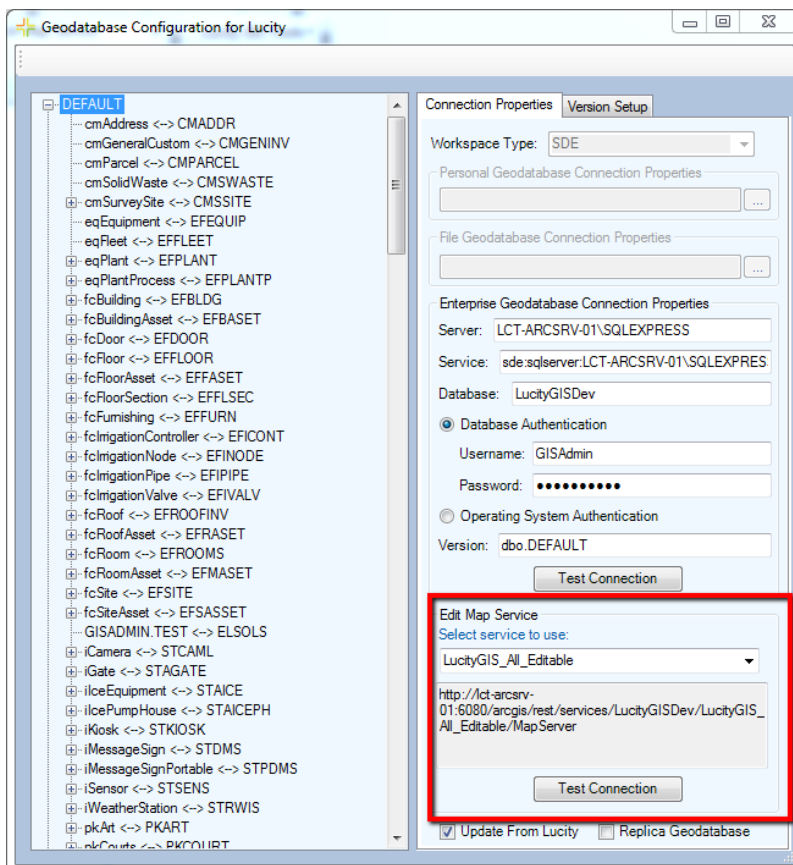 Geodatabase Configuration for Lucity
DEFAULT
cmAddress <--> CMADDR
cmGeneralCustom <--> CMGENINV
cmParcel <--> CMPARCEL
cmSolidWaste <--> CMSWASTE
cmSurveySite <--> CMSSITE
eqEquipment <--> EFEQUIP
eqFleet <--> EFFLEET
eqPlant <--> EFPLANT
eqPlantProcess <--> EFPLANTP
fcBuilding <--> EFBLDG
fcBuildingAsset <--> EFBASET
fcDoor <--> EFDOOR
fcFloor <--> EFFLOOR
fcFloorAsset <--> EFFASET
fcFloorSection <--> EFFLSEC
fcFurnishing <--> EFFURN
fcIrrigationController <--> EFICONT
fcIrrigationNode <--> EFINODE
fcIrrigationPipe <--> EFIPIPE
fcIrrigationValve <--> EFIVALV
fcRoof <--> EFROOFINV
fcRoofAsset <--> EFRASET
fcRoom <--> EFROOMS
fcRoomAsset <--> EFMASET
fcSite <--> EFSITE
fcSiteAsset <--> EFSASSET
GISADMIN.TEST <--> ELSOLS
iCamera <--> STCAML
iGate <--> STAGATE
iIceEquipment <--> STAICE
iIcePumpHouse <--> STAICEPH
iKiosk <--> STKIOSK
iMessageSign <--> STDMS
iMessageSignPortable <--> STPDMS
iSensor <--> STSENS
iWeatherStation <--> STRWIS
pkArt <--> PKART
pkCourts <--> PKCOURT
Connection Properties Version Setup
Workspace Type: SDE
Personal Geodatabase Connection Properties
...
File Geodatabase Connection Properties
...
Enterprise Geodatabase Connection Properties
Server: LCT-ARCSRV-01\SQLEXPRESS
Service: sde:sqlserver:LCT-ARCSRV-01\SQLEXPRES
Database: LucityGISDev
Database Authentication
Username: GISAdmin
Password: ●●●●●●●●●●
Operating System Authentication
Version: dbo.DEFAULT
Test Connection
Edit Map Service
Select service to use:
LucityGIS_All_Editable
http://lct-arcsrv-
01:6080/arcgis/rest/services/LucityGISDev/LucityGIS_
All_Editable/MapServer
Test Connection
Update From Lucity Replica Geodatabase